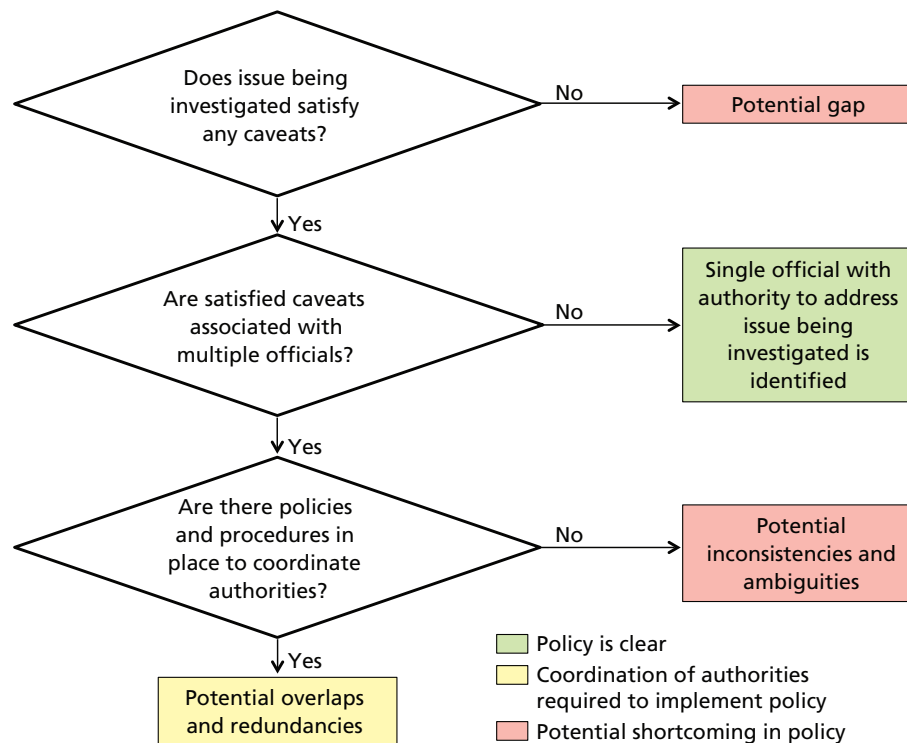 Does issue being
investigated satisfy
any caveats?
No
Potential gap
Yes
Are satisfied caveats
associated with
multiple officials?
No
Single official with
authority to address
issue being
investigated is
identified
Yes
Are there policies
and procedures in
place to coordinate
authorities?
No
Potential
inconsistencies and
ambiguities
Yes
Potential overlaps
and redundancies
Policy is clear
Coordination of authorities
required to implement policy
Potential shortcoming in policy